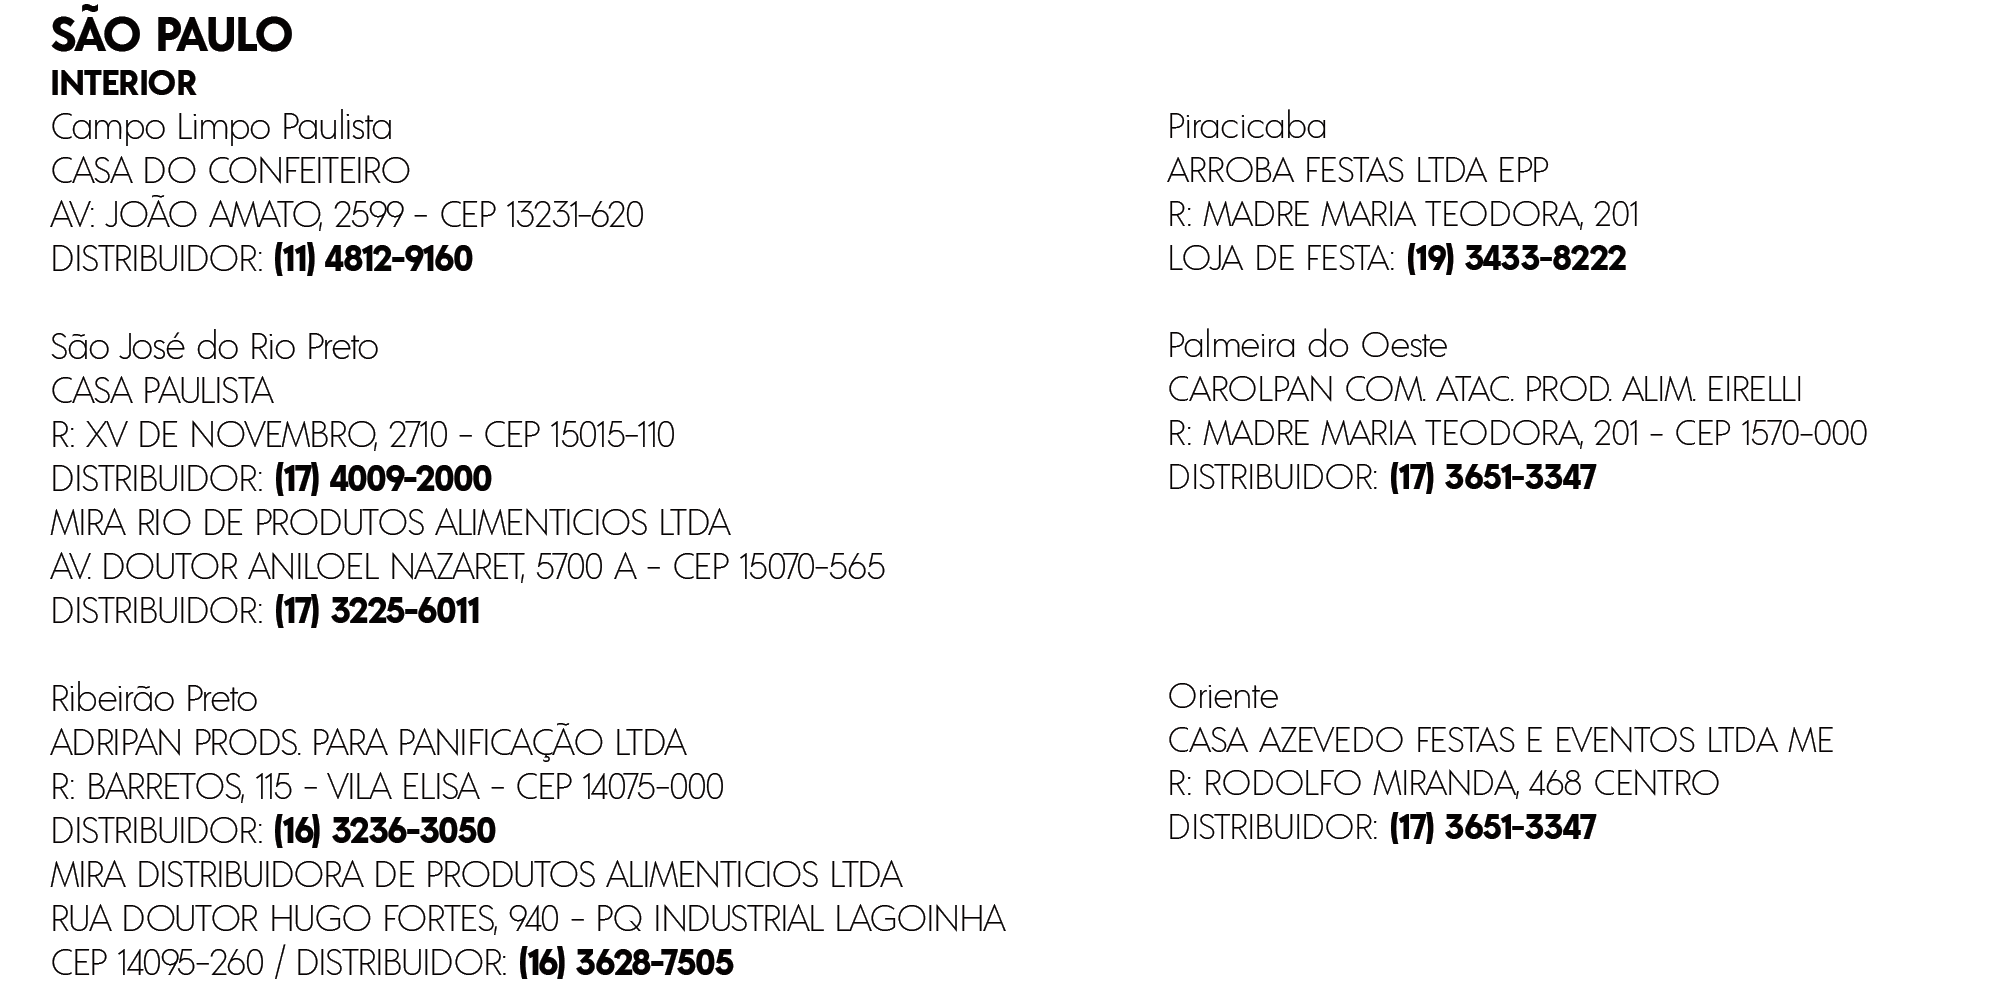 SÃO PAULO
INTERIOR
Campo Limpo Paulista
CASA DO CONFEITEIRO
AV: JOÃO AMATO, 2599 - CEP 13231-620
DISTRIBUIDOR: (11) 4812-9160
São José do Rio Preto
CASA PAULISTA
R: XV DE NOVEMBRO, 2710 - CEP 15015-110
DISTRIBUIDOR: (17) 4009-2000
MIRA RIO DE PRODUTOS ALIMENTICIOS LTDA
AV. DOUTOR ANILOEL NAZARET, 5700 A - CEP 15070-565
DISTRIBUIDOR: (17) 3225-6011
Ribeirão Preto
ADRIPAN PRODS. PARA PANIFICAÇÃO LTDA
R: BARRETOS, 115 - VILA ELISA - CEP 14075-000
DISTRIBUIDOR: (16) 3236-3050
MIRA DISTRIBUIDORA DE PRODUTOS ALIMENTICIOS LTDA
RUA DOUTOR HUGO FORTES, 940 - PQ INDUSTRIAL LAGOINHA
CEP 14095-260 / DISTRIBUIDOR: (16) 3628-7505
Piracicaba
ARROBA FESTAS LTDA EPP
R: MADRE MARIA TEODORA, 201
LOJA DE FESTA: (19) 3433-8222
Palmeira do Oeste
CAROLPAN COM. ATAC. PROD. ALIM. EIRELLI
R: MADRE MARIA TEODORA, 201 - CEP 1570-000
DISTRIBUIDOR: (17) 3651-3347
Oriente
CASA AZEVEDO FESTAS E EVENTOS LTDA ME
R: RODOLFO MIRANDA, 468 CENTRO
DISTRIBUIDOR: (17) 3651-3347